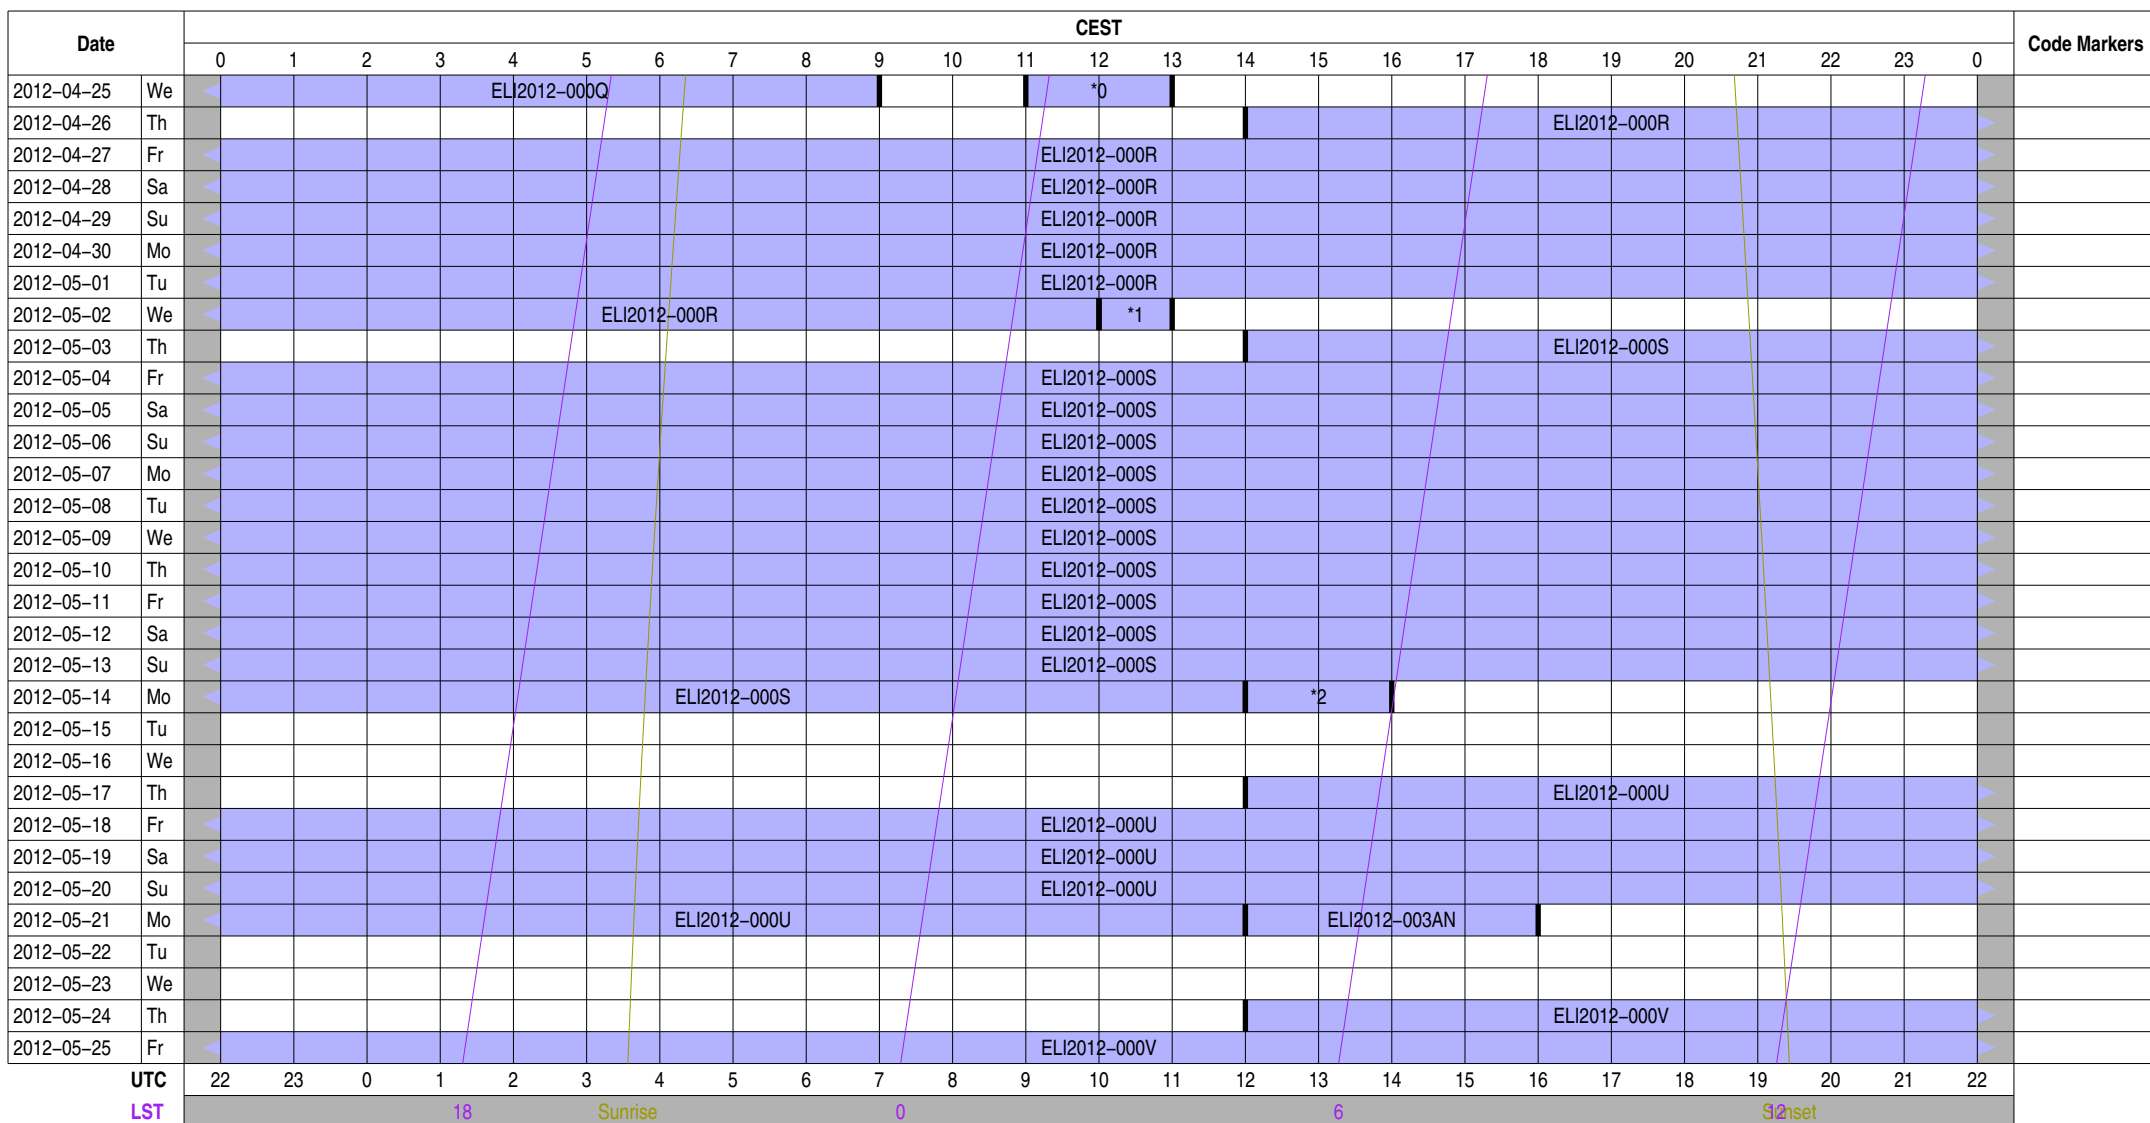 CEST
Date
Code Markers
0 1 2 3 4 5 6 7 8 9 10 11 12 13 14 15 16 17 18 19 20 21 22 23 0
2012–04–25 We ELI2012–000Q *0
2012–04–26 Th ELI2012–000R
2012–04–27 Fr ELI2012–000R
2012–04–28 Sa ELI2012–000R
2012–04–29 Su ELI2012–000R
2012–04–30 Mo ELI2012–000R
2012–05–01 Tu ELI2012–000R
2012–05–02 We ELI2012–000R *1
2012–05–03 Th ELI2012–000S
2012–05–04 Fr ELI2012–000S
2012–05–05 Sa ELI2012–000S
2012–05–06 Su ELI2012–000S
2012–05–07 Mo ELI2012–000S
2012–05–08 Tu ELI2012–000S
2012–05–09 We ELI2012–000S
2012–05–10 Th ELI2012–000S
2012–05–11 Fr ELI2012–000S
2012–05–12 Sa ELI2012–000S
2012–05–13 Su ELI2012–000S
2012–05–14 Mo ELI2012–000S *2
2012–05–15 Tu
2012–05–16 We
2012–05–17 Th ELI2012–000U
2012–05–18 Fr ELI2012–000U
2012–05–19 Sa ELI2012–000U
2012–05–20 Su ELI2012–000U
2012–05–21 Mo ELI2012–000U ELI2012–003AN
2012–05–22 Tu
2012–05–23 We
2012–05–24 Th ELI2012–000V
2012–05–25 Fr ELI2012–000V
UTC 22 23 0 1 2 3 4 5 6 7 8 9 10 11 12 13 14 15 16 17 18 19 20 21 22
LST 18 Sunrise 0 6 12 Sunset